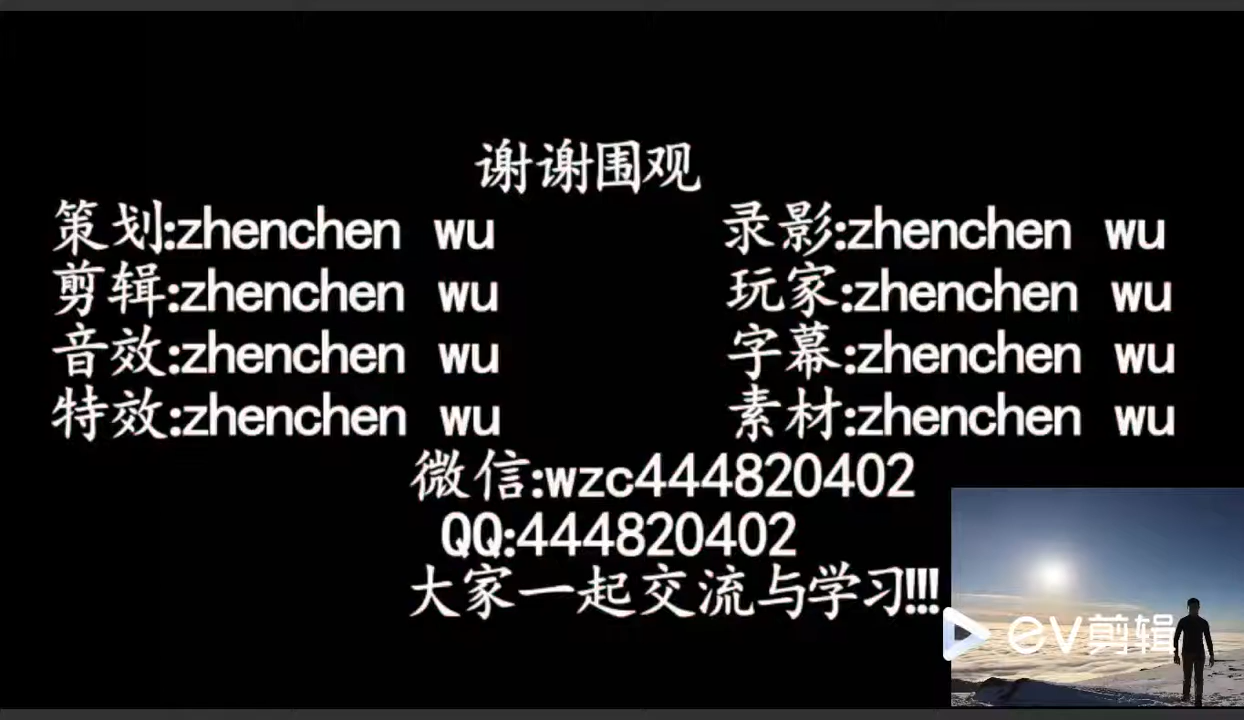 谢谢围观
策划:zhenchen wu 录影:zhenchen wu
剪辑:zhenchen wu 玩家:zhenchen wu
音效:zhenchen wu 字幕:zhenchen wu
特效:zhenchen wu 素材:zhenchen wu
微信:wzc444820402
QQ:444820402
大家一起交流与学习!!!
eV剪辑